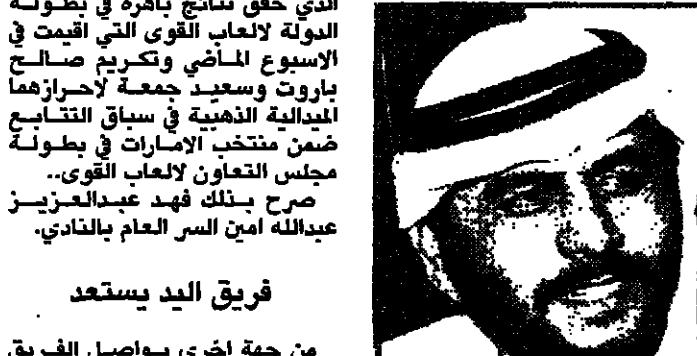 الذي حقق نتائج باهرة في بطولة
الدولة لالعاب القوى التي اقيمت في
الاسبوع الماضي وتكريم صالح
باروت وسعيد جمعة لاحرازهما
الميدالية الذهبية في سباق التتابع
ضمن منتخب الامارات في بطولة
مجلس التعاون لالعاب القوى..
صرح بذلك فهد عبدالعزيز
عبدالله امين السر العام بالنادي.
فريق اليد يستعد
من جهة اخرى يواصل الفريق